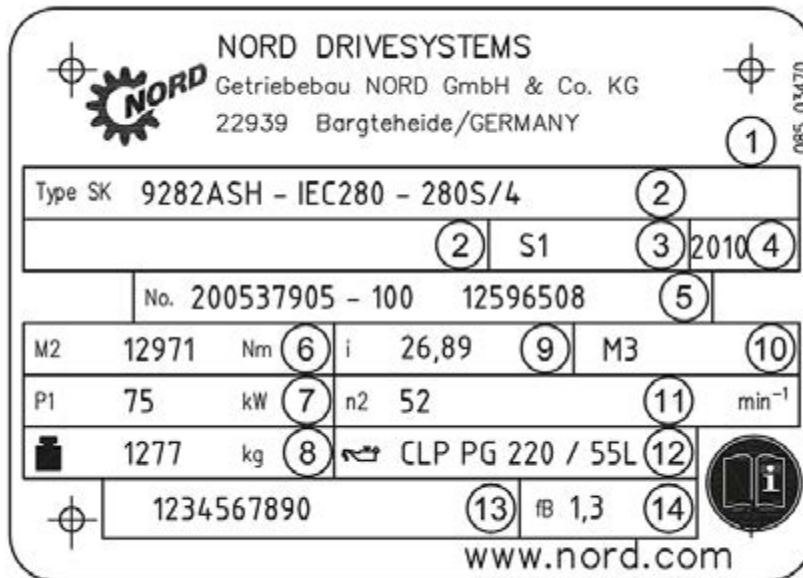 NORD DRIVESYSTEMS
NORD
Getriebebau NORD GmbH & Co. KG
22939 Bargteheide/GERMANY
085 03470
1
Type SK 9282ASH - IEC280 - 280S/4 2
2 S1 3 2010 4
No. 200537905 - 100 12596508 5
M2 12971 Nm 6 i 26,89 9 M3 10
P1 75 kW 7 n2 52 11 min⁻¹
1277 kg 8 CLP PG 220 / 55L 12
i
1234567890 13 fB 1,3 14
www.nord.com